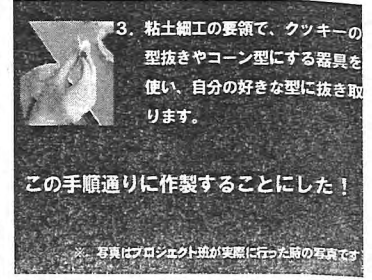 3. 粘土細工の要領で、クッキーの
型抜きやコーン型にする器具を
使い、自分の好きな型に抜き取
ります。
この手順通りに作製することにした！
※ 写真はプロジェクト班が実際に行った時の写真です